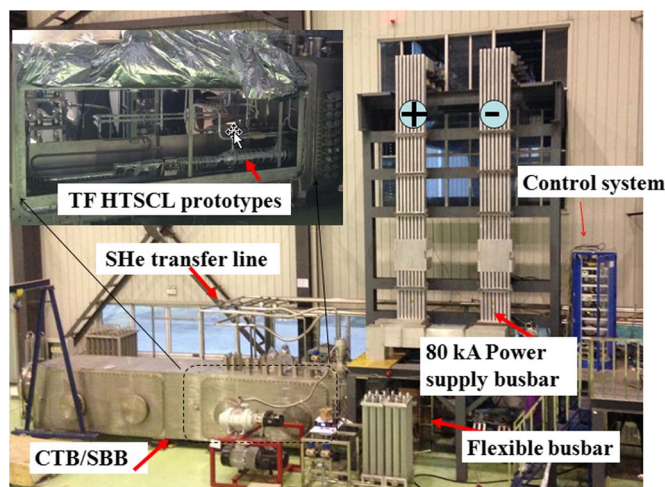 +
-
TF HTSCL prototypes
Control system
SHe transfer line
80 kA Power
supply busbar
Flexible busbar
CTB/SBB